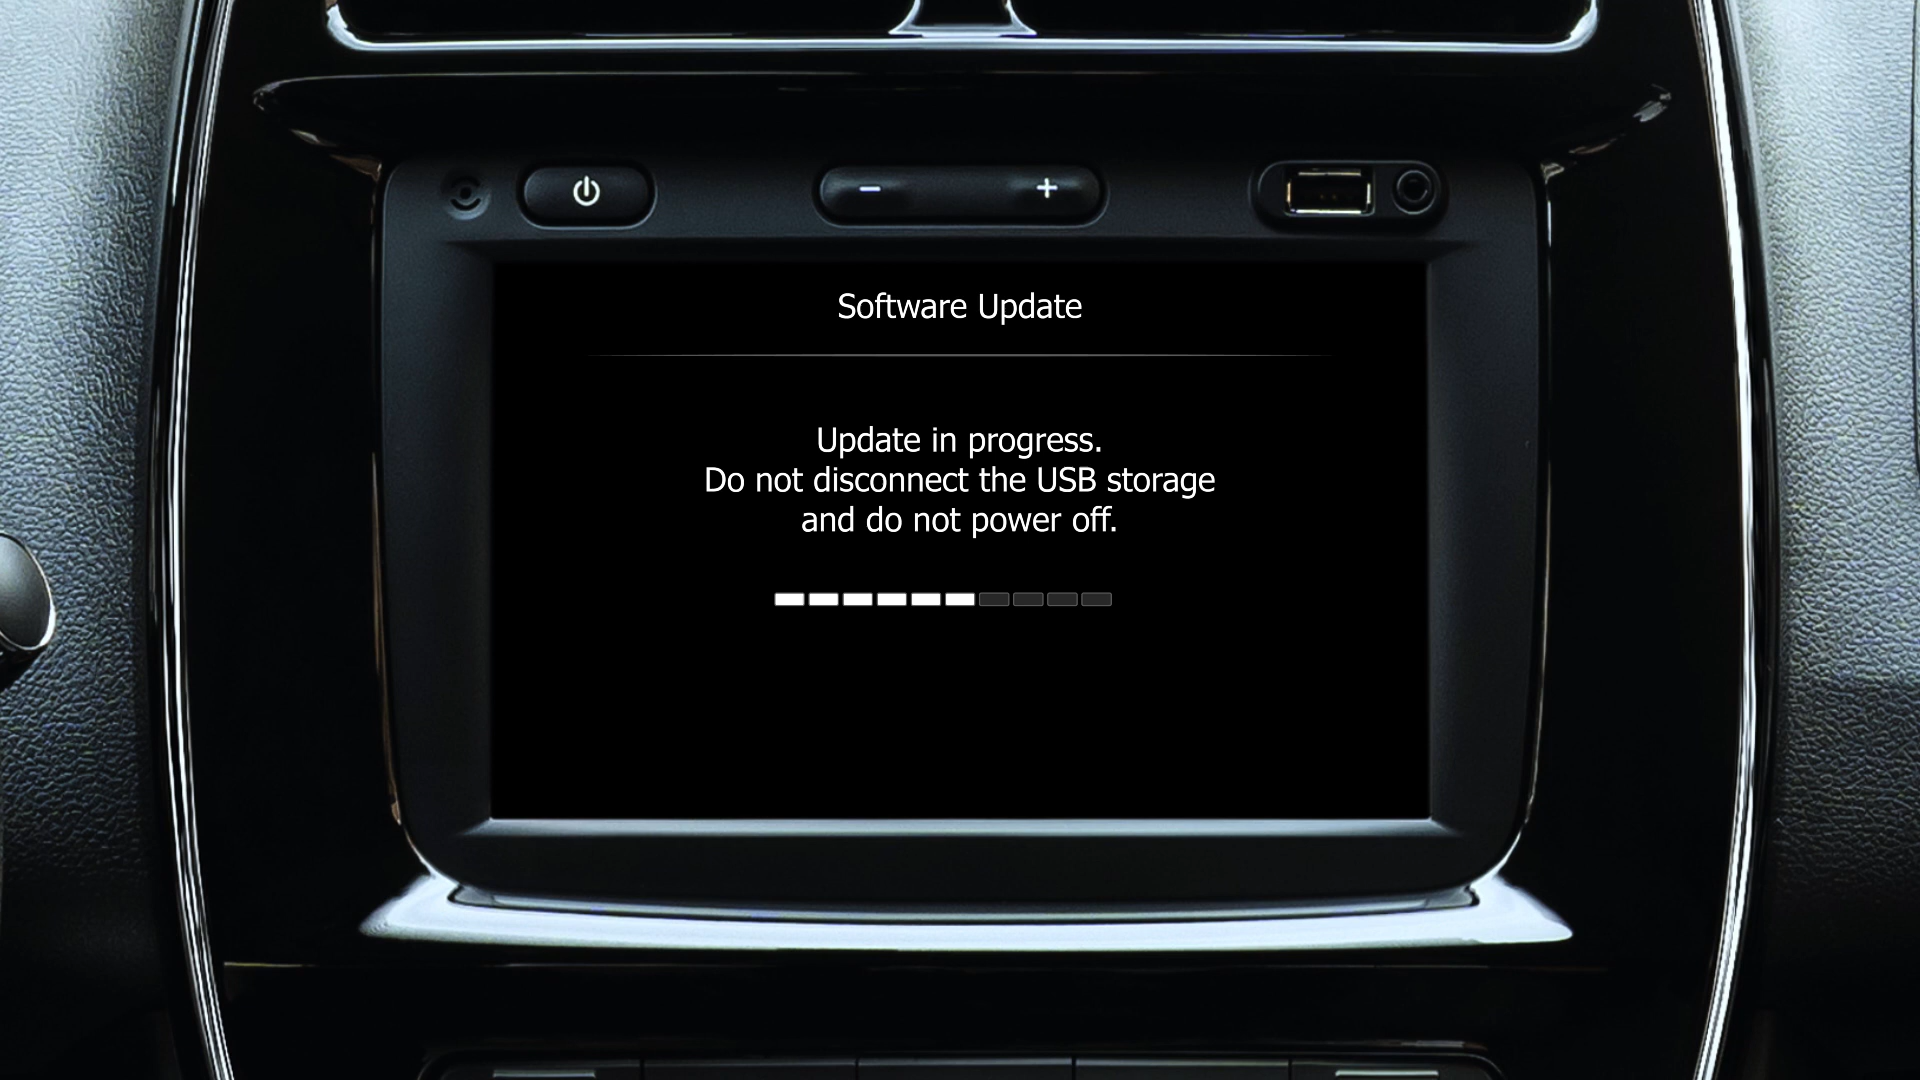 Software Update
Update in progress.
Do not disconnect the USB storage
and do not power off.